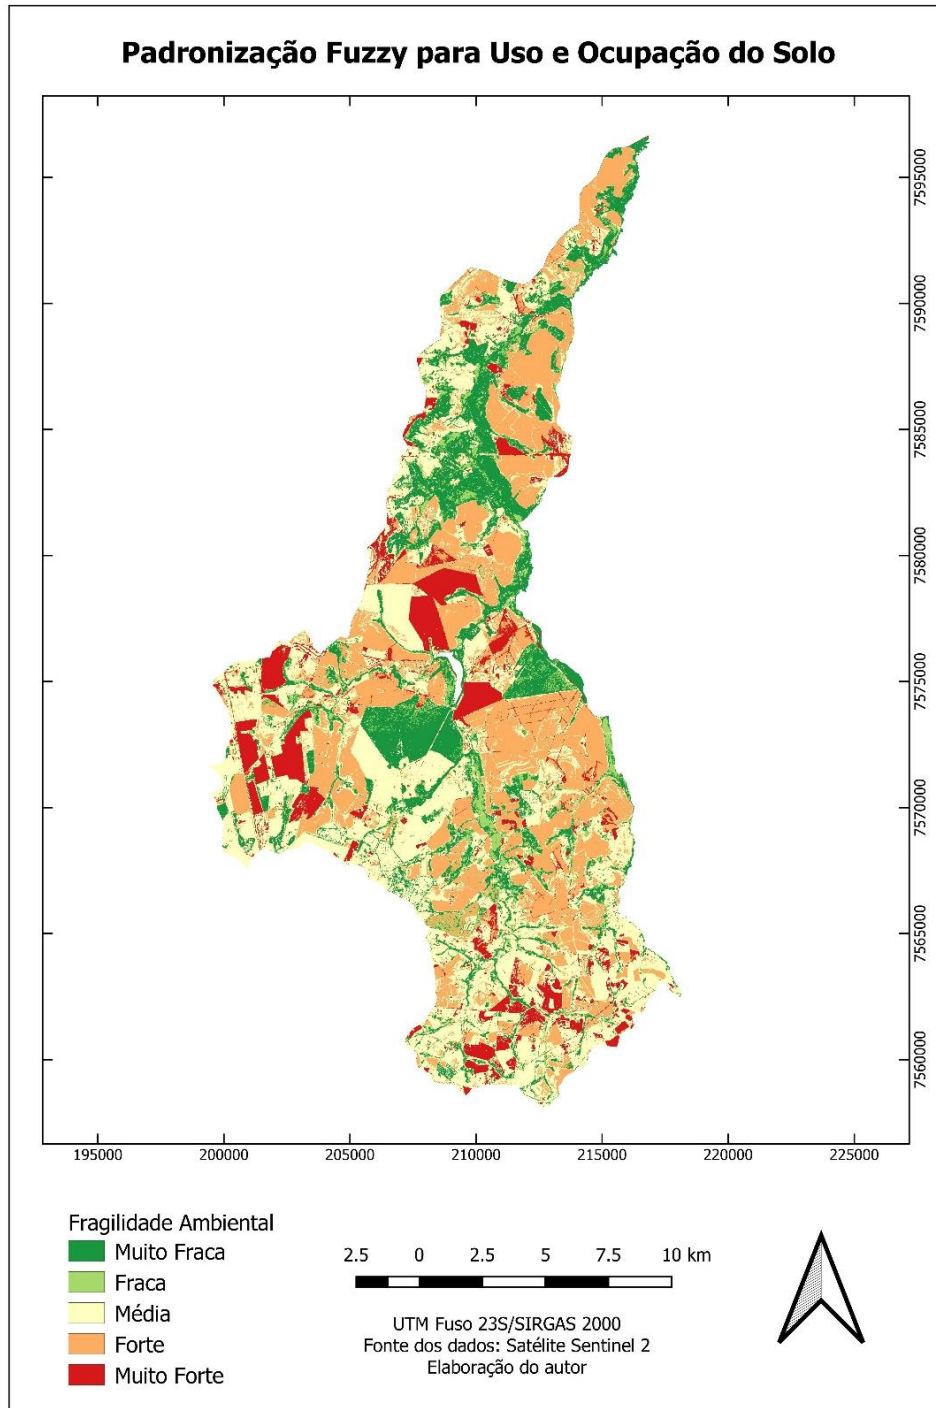 Padronização Fuzzy para Uso e Ocupação do Solo
7595000
7590000
7585000
7580000
7575000
7570000
7565000
7560000
195000 200000 205000 210000 215000 220000 225000
Fragilidade Ambiental
Muito Fraca
Fraca
Média
Forte
Muito Forte
2.5 0 2.5 5 7.5 10 km
UTM Fuso 23S/SIRGAS 2000
Fonte dos dados: Satélite Sentinel 2
Elaboração do autor